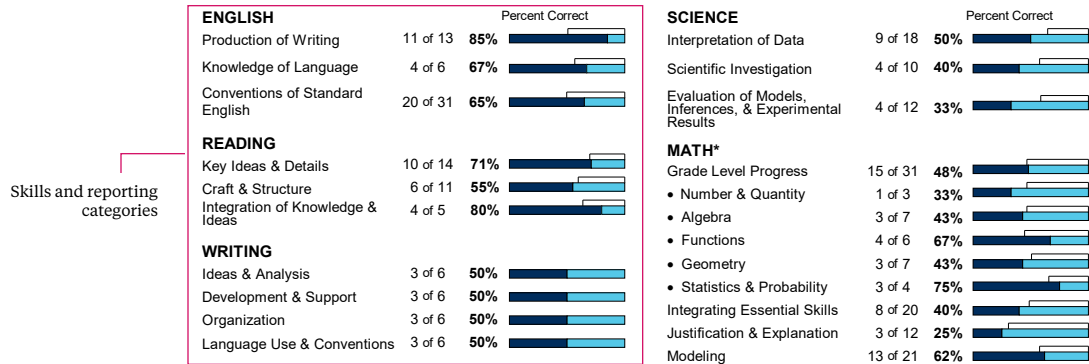 Skills and reporting
categories
ENGLISH Percent Correct
Production of Writing 11 of 13 85%
Knowledge of Language 4 of 6 67%
Conventions of Standard
English 20 of 31 65%
READING
Key Ideas & Details 10 of 14 71%
Craft & Structure 6 of 11 55%
Integration of Knowledge &
Ideas 4 of 5 80%
WRITING
Ideas & Analysis 3 of 6 50%
Development & Support 3 of 6 50%
Organization 3 of 6 50%
Language Use & Conventions 3 of 6 50%
SCIENCE Percent Correct
Interpretation of Data 9 of 18 50%
Scientific Investigation 4 of 10 40%
Evaluation of Models,
Inferences, & Experimental 4 of 12 33%
Results
MATH*
Grade Level Progress 15 of 31 48%
• Number & Quantity 1 of 3 33%
• Algebra 3 of 7 43%
• Functions 4 of 6 67%
• Geometry 3 of 7 43%
• Statistics & Probability 3 of 4 75%
Integrating Essential Skills 8 of 20 40%
Justification & Explanation 3 of 12 25%
Modeling 13 of 21 62%